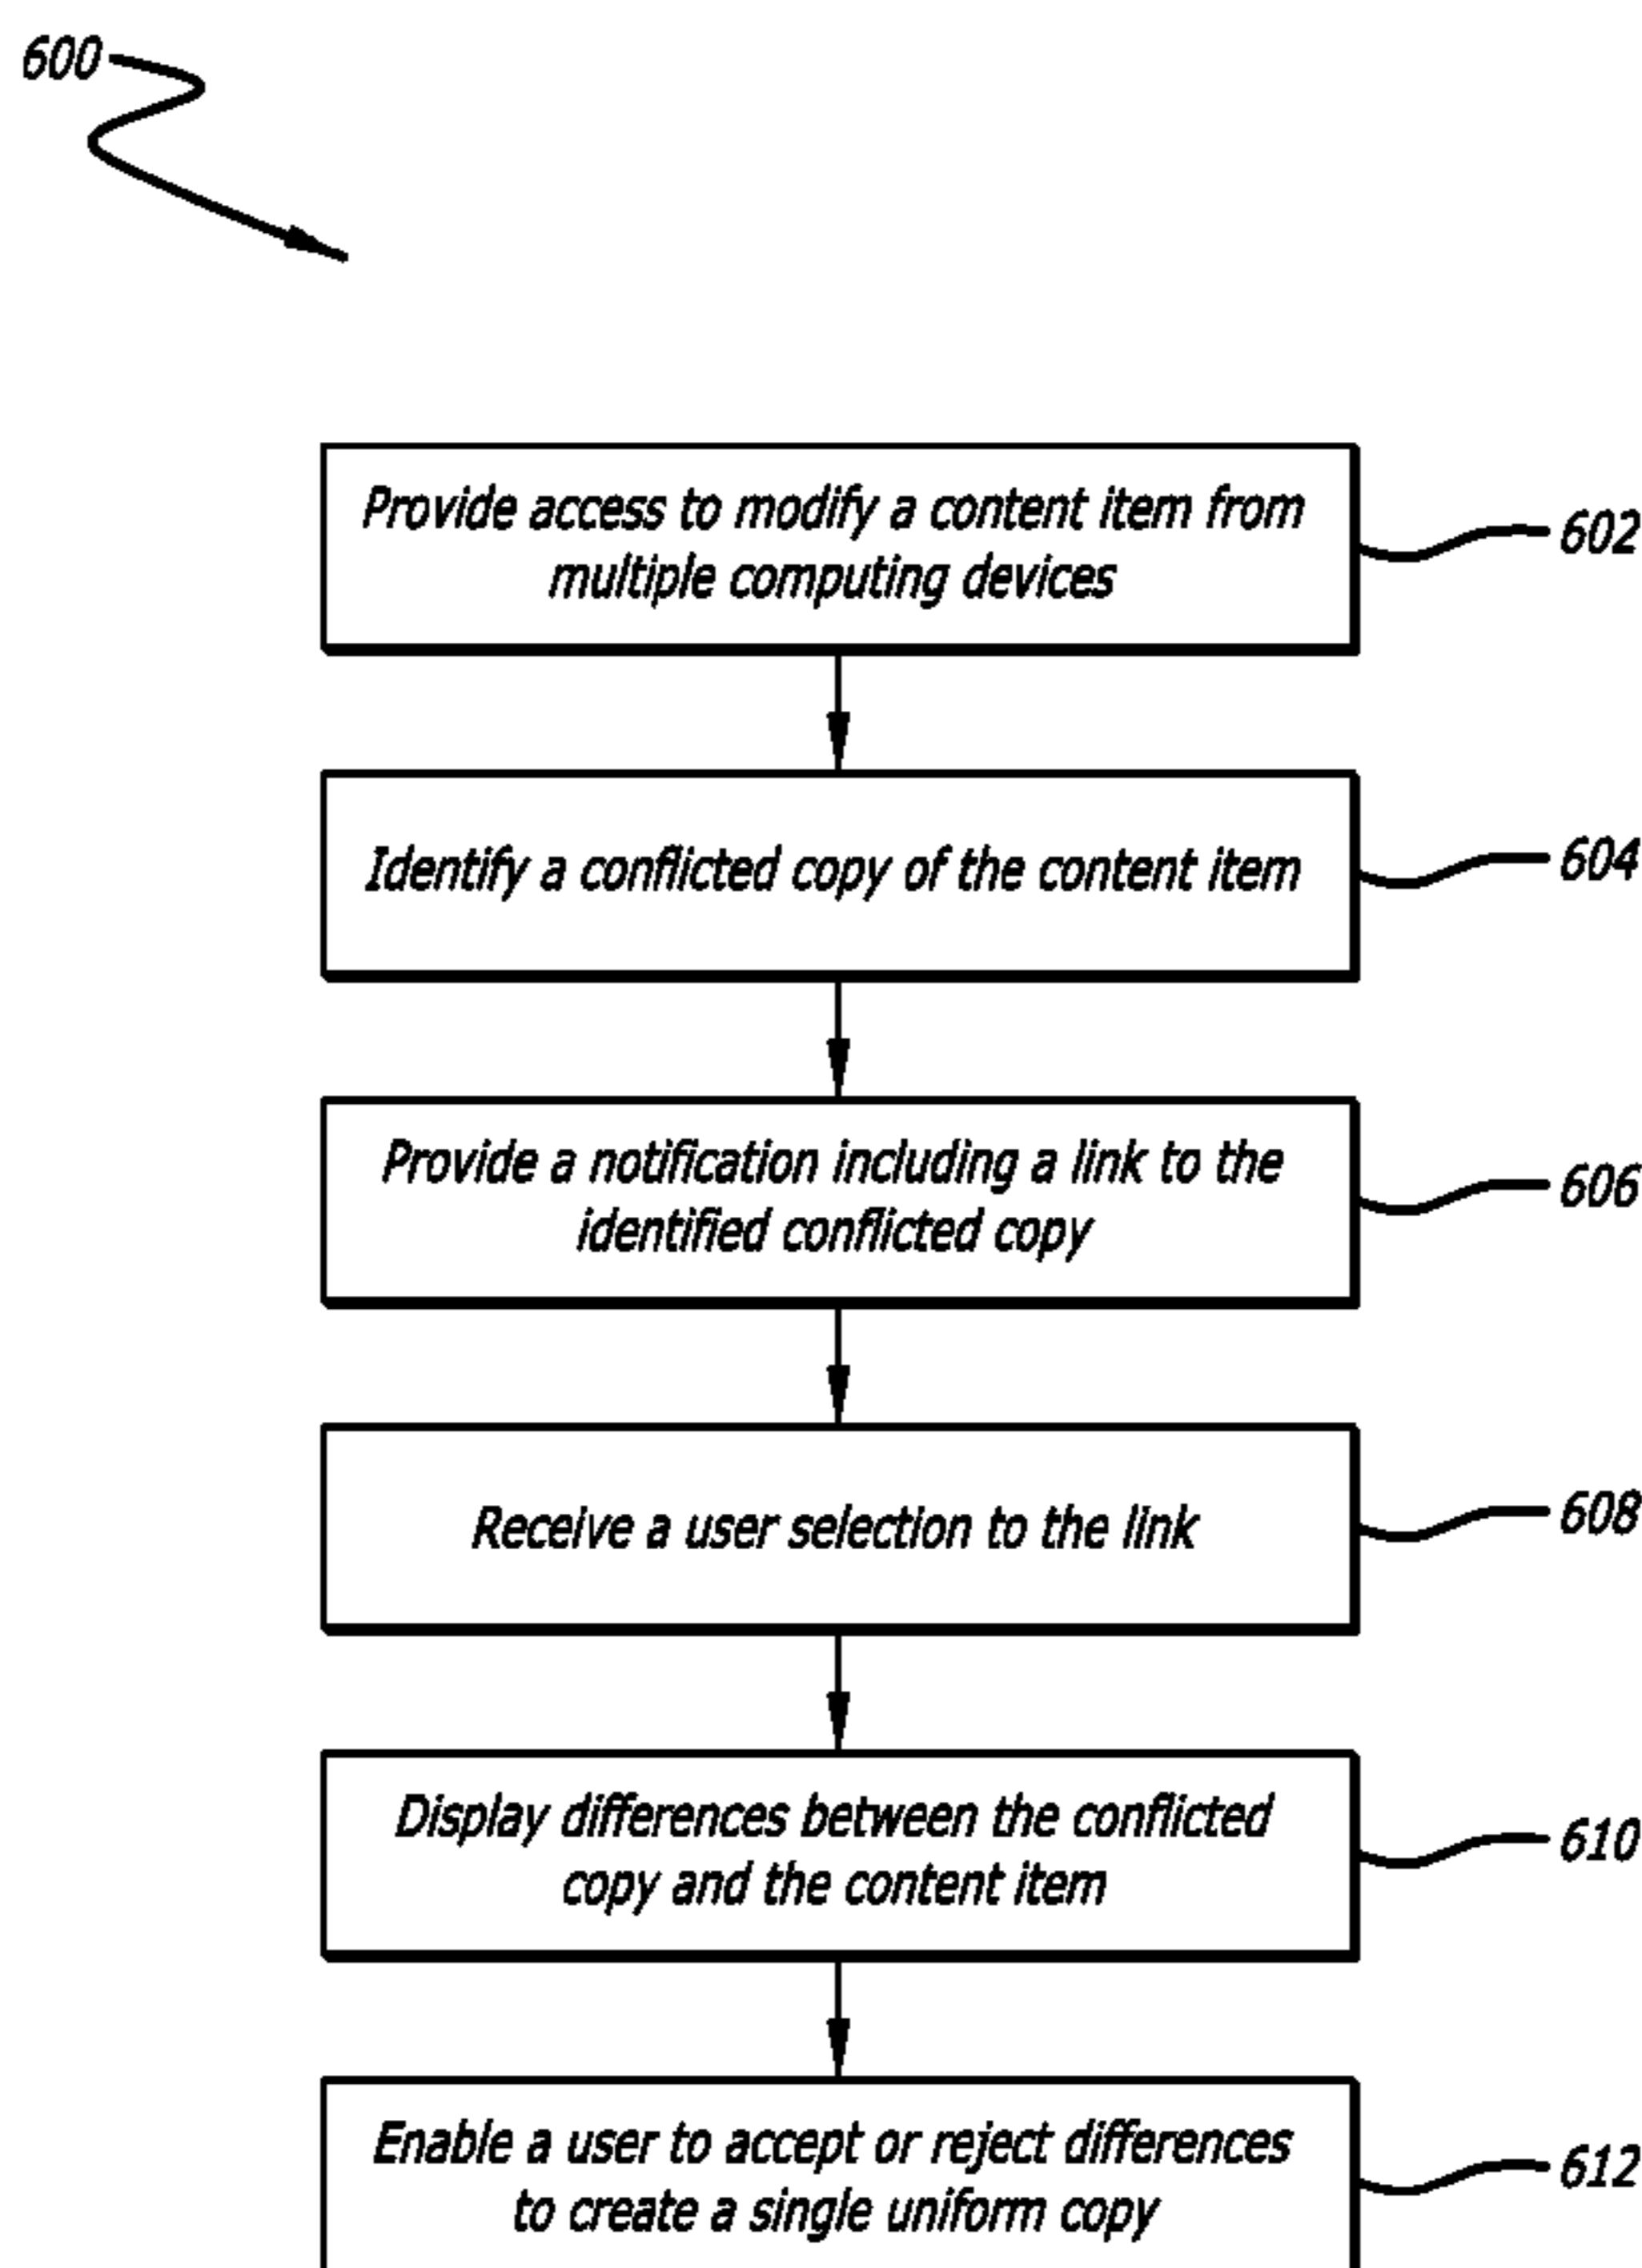 600
Provide access to modify a content item from
multiple computing devices
602
Identify a conflicted copy of the content item
604
Provide a notification including a link to the
identified conflicted copy
606
Receive a user selection to the link
608
Display differences between the conflicted
copy and the content item
610
Enable a user to accept or reject differences
to create a single uniform copy
612